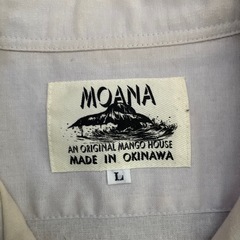 MOANA
AN ORIGINAL MANGO HOUSE
MADE IN OKINAWA
L